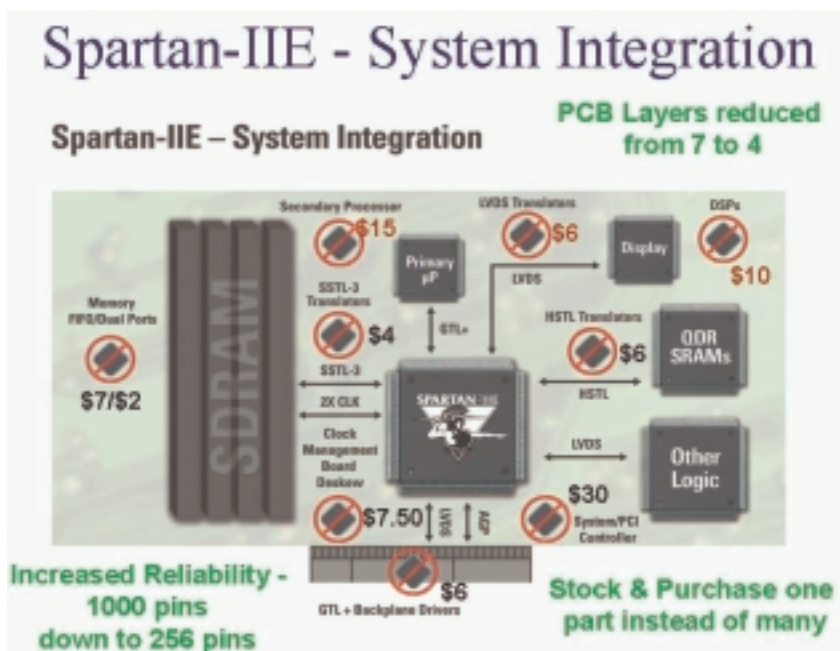 Spartan-IIE - System Integration
PCB Layers reduced
from 7 to 4
Spartan-IIE – System Integration
Secondary Processor
$15
LVDS Translators
$6
DSPs
$10
Primary
µP
Display
LVDS
SSTL-3
Translators
$4
GTL+
Memory
FIFO/Dual Ports
$7/$2
SDRAM
HSTL Translators
$6
QDR
SRAMs
HSTL
SSTL-3
2X CLK
SPARTAN-IIE
Clock
Management
Board
Deskew
$7.50
LVDS
Other
Logic
LVDS
AGP
$30
System/PCI
Controller
$6
GTL + Backplane Drivers
Increased Reliability -
1000 pins
down to 256 pins
Stock & Purchase one
part instead of many